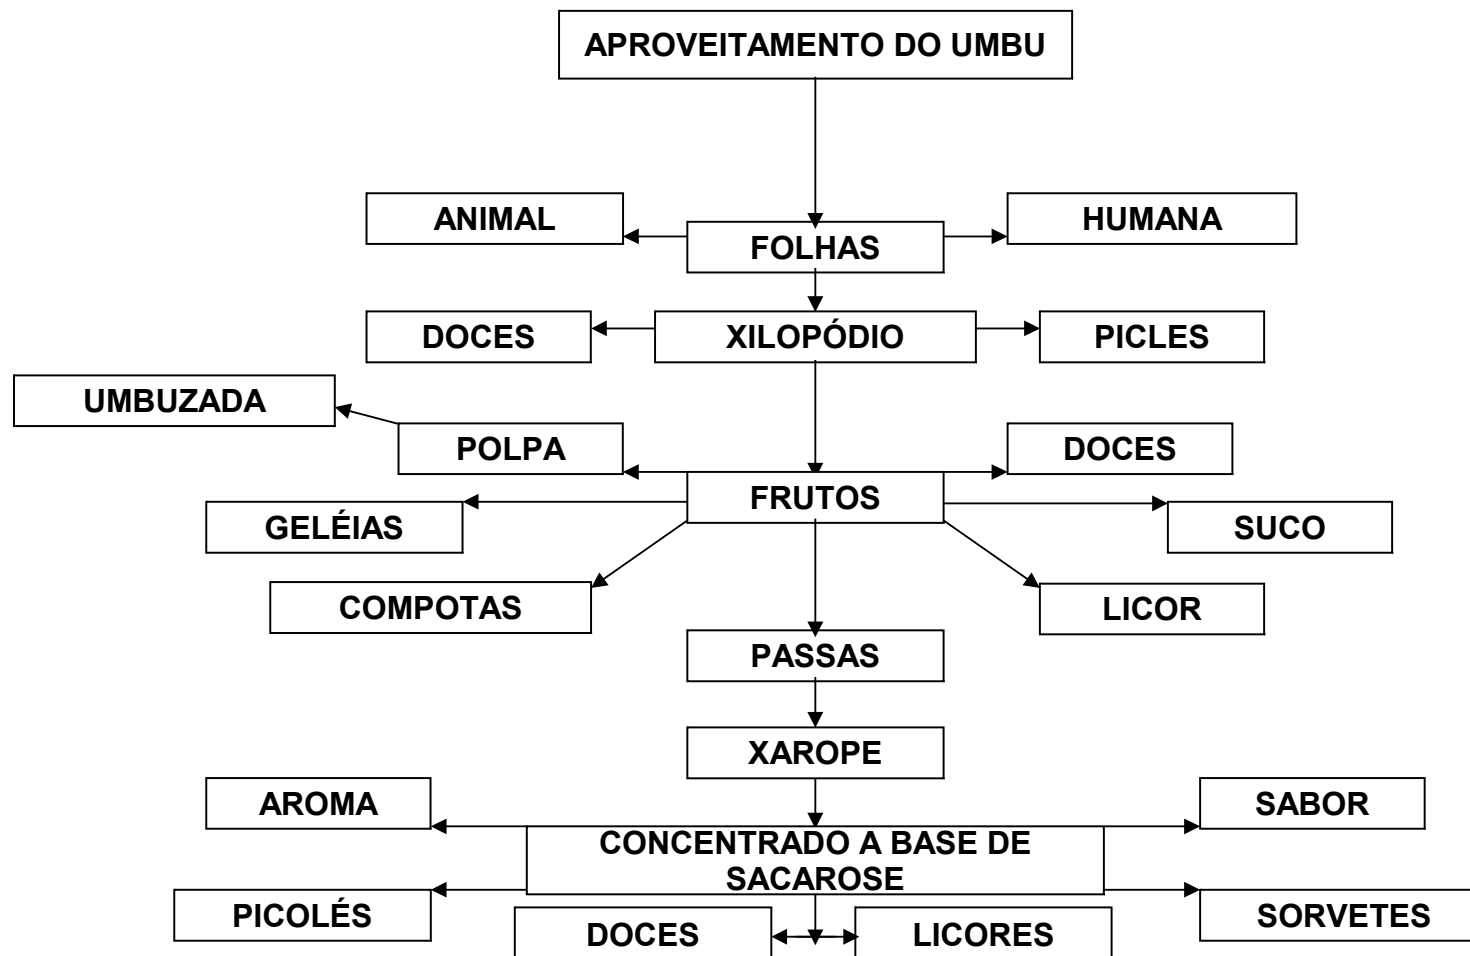 APROVEITAMENTO DO UMBU
ANIMAL
HUMANA
FOLHAS
DOCES
XILOPÓDIO
PICLES
UMBUZADA
POLPA
DOCES
FRUTOS
GELÉIAS
SUCO
COMPOTAS
LICOR
PASSAS
XAROPE
AROMA
SABOR
CONCENTRADO A BASE DE
SACAROSE
PICOLÉS
SORVETES
DOCES
LICORES